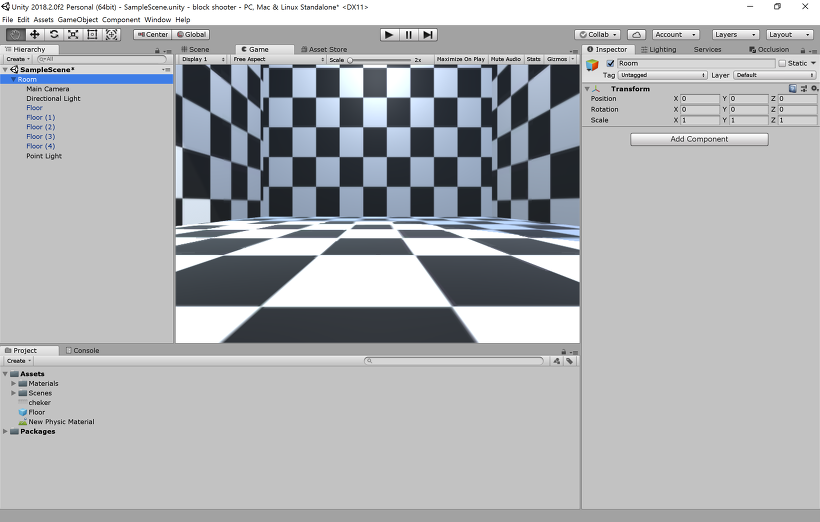 Unity 2018.2.0f2 Personal (64bit) - SampleScene.unity - block shooter - PC, Mac & Linux Standalone* <DX11>
File Edit Assets GameObject Component Window Help
Center Global Collab Account Layers Layout
Hierarchy Scene Game Asset Store Inspector Lighting Services Occlusion
Create All Display 1 Free Aspect Scale 2x Maximize On Play Mute Audio Stats Gizmos Room Static
SampleScene*
Tag Untagged Layer Default
Room
Main Camera
Transform
Directional Light
Position X 0 Y 0 Z 0
Floor
Rotation X 0 Y 0 Z 0
Floor (1)
Scale X 1 Y 1 Z 1
Floor (2)
Floor (3)
Add Component
Floor (4)
Point Light
Project Console
Create
Assets
Materials
Scenes
cheker
Floor
New Physic Material
Packages